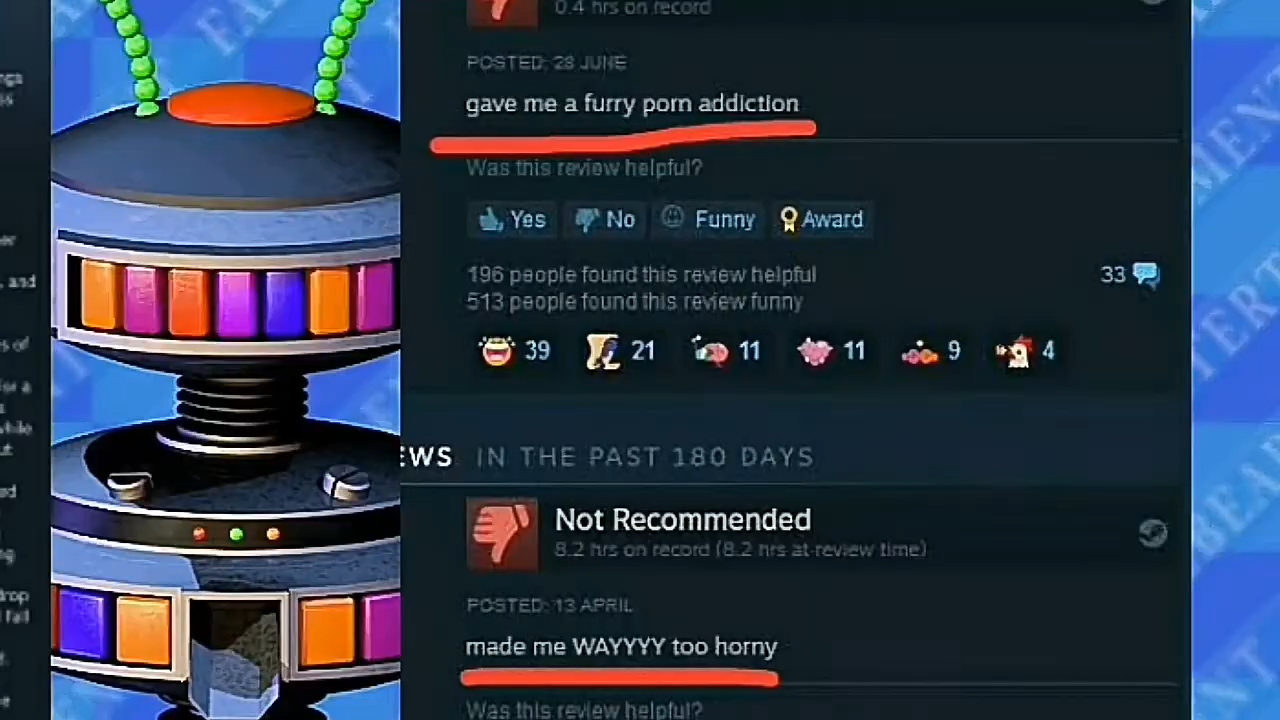 0.4 hrs on record
POSTED: 28 JUNE
gave me a furry porn addiction
Was this review helpful?
Yes No Funny Award
196 people found this review helpful
513 people found this review funny
33
39 21 11 11 9 4
EWS IN THE PAST 180 DAYS
Not Recommended
8.2 hrs on record (8.2 hrs at review time)
POSTED: 13 APRIL
made me WAYYYY too horny
Was this review helpful?